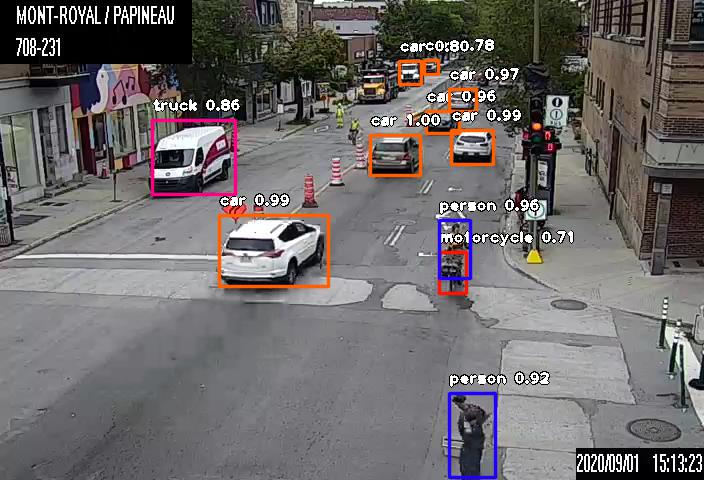 MONT-ROYAL / PAPINEAU
708-231
car 0.78
car 0.97
car 0.96
car 0.99
car 1.00
truck 0.86
car 0.99
person 0.96
motorcycle 0.71
person 0.92
2020/09/01 15:13:23